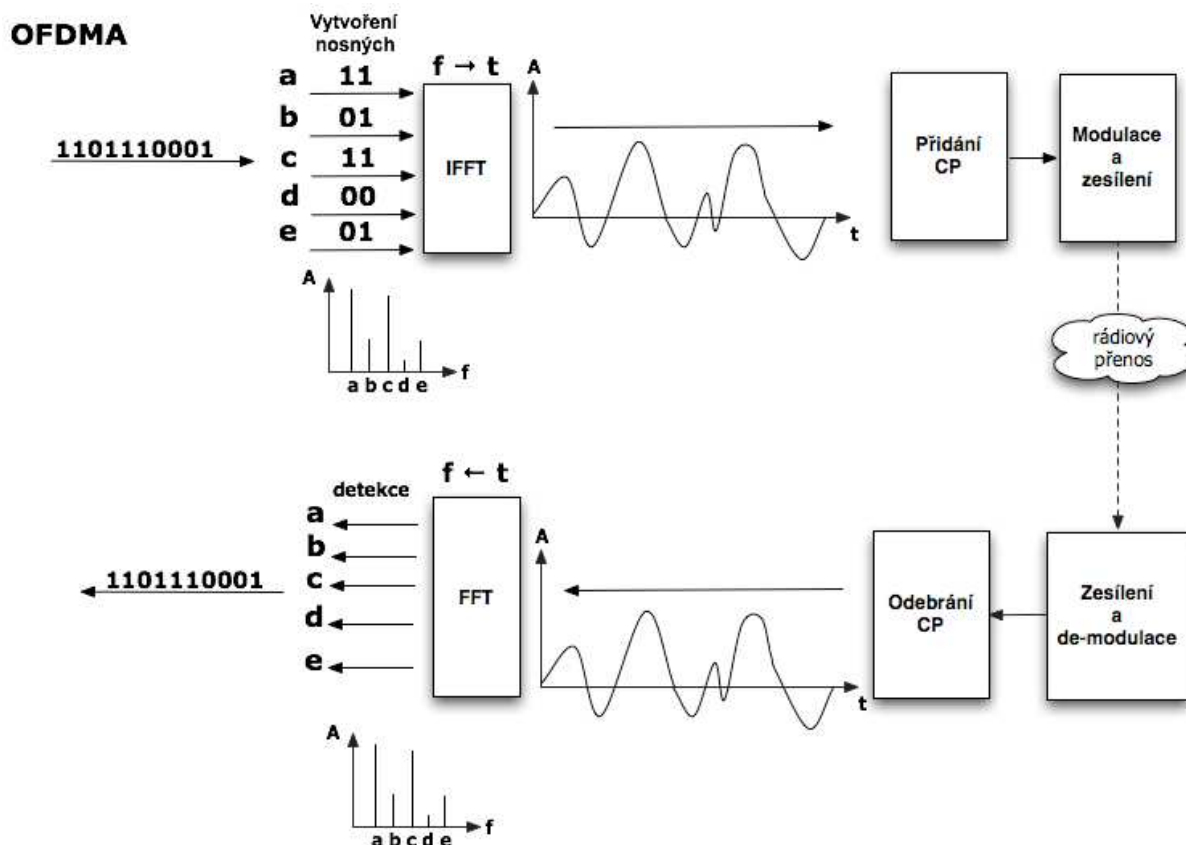 OFDMA
Vytvoření
nosných
f → t
a 11
b 01
c 11
d 00
e 01
1101110001
IFFT
A
t
Přidání
CP
Modulace
a
zesílení
A
a b c d e
f
rádiový
přenos
f ← t
detekce
a
b
c
d
e
1101110001
FFT
A
t
Odebrání
CP
Zesílení
a
de-modulace
A
a b c d e
f